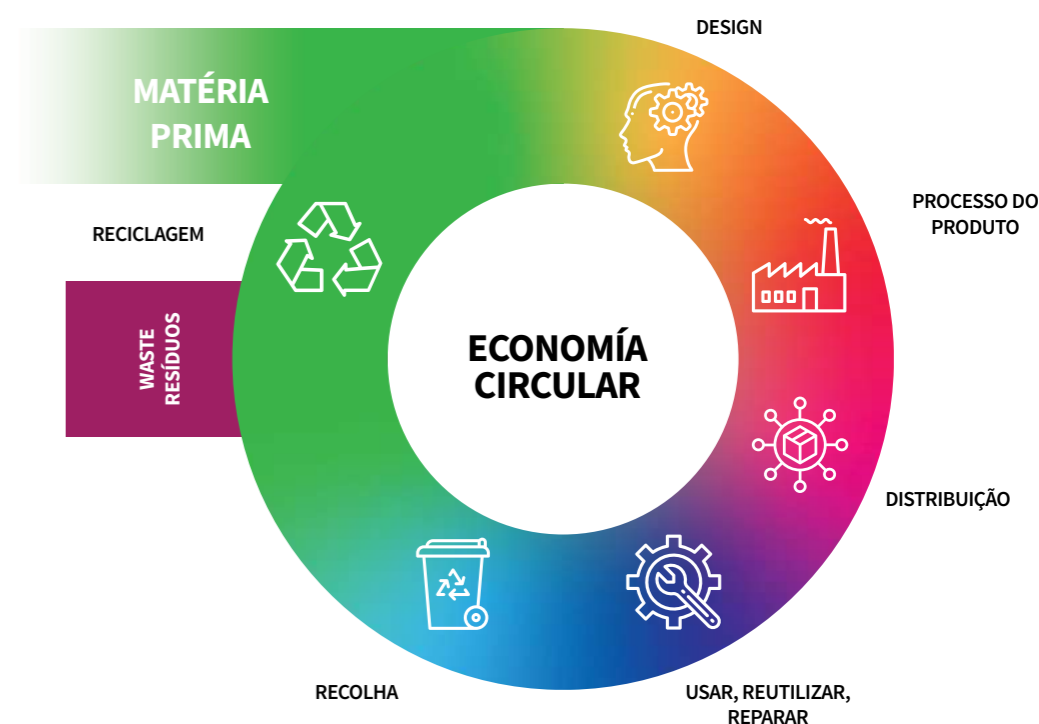 DESIGN
MATÉRIA
PRIMA
PROCESSO DO
PRODUTO
RECICLAGEM
WASTE
RESÍDUOS
ECONOMÍA
CIRCULAR
DISTRIBUIÇÃO
RECOLHA
USAR, REUTILIZAR,
REPARAR